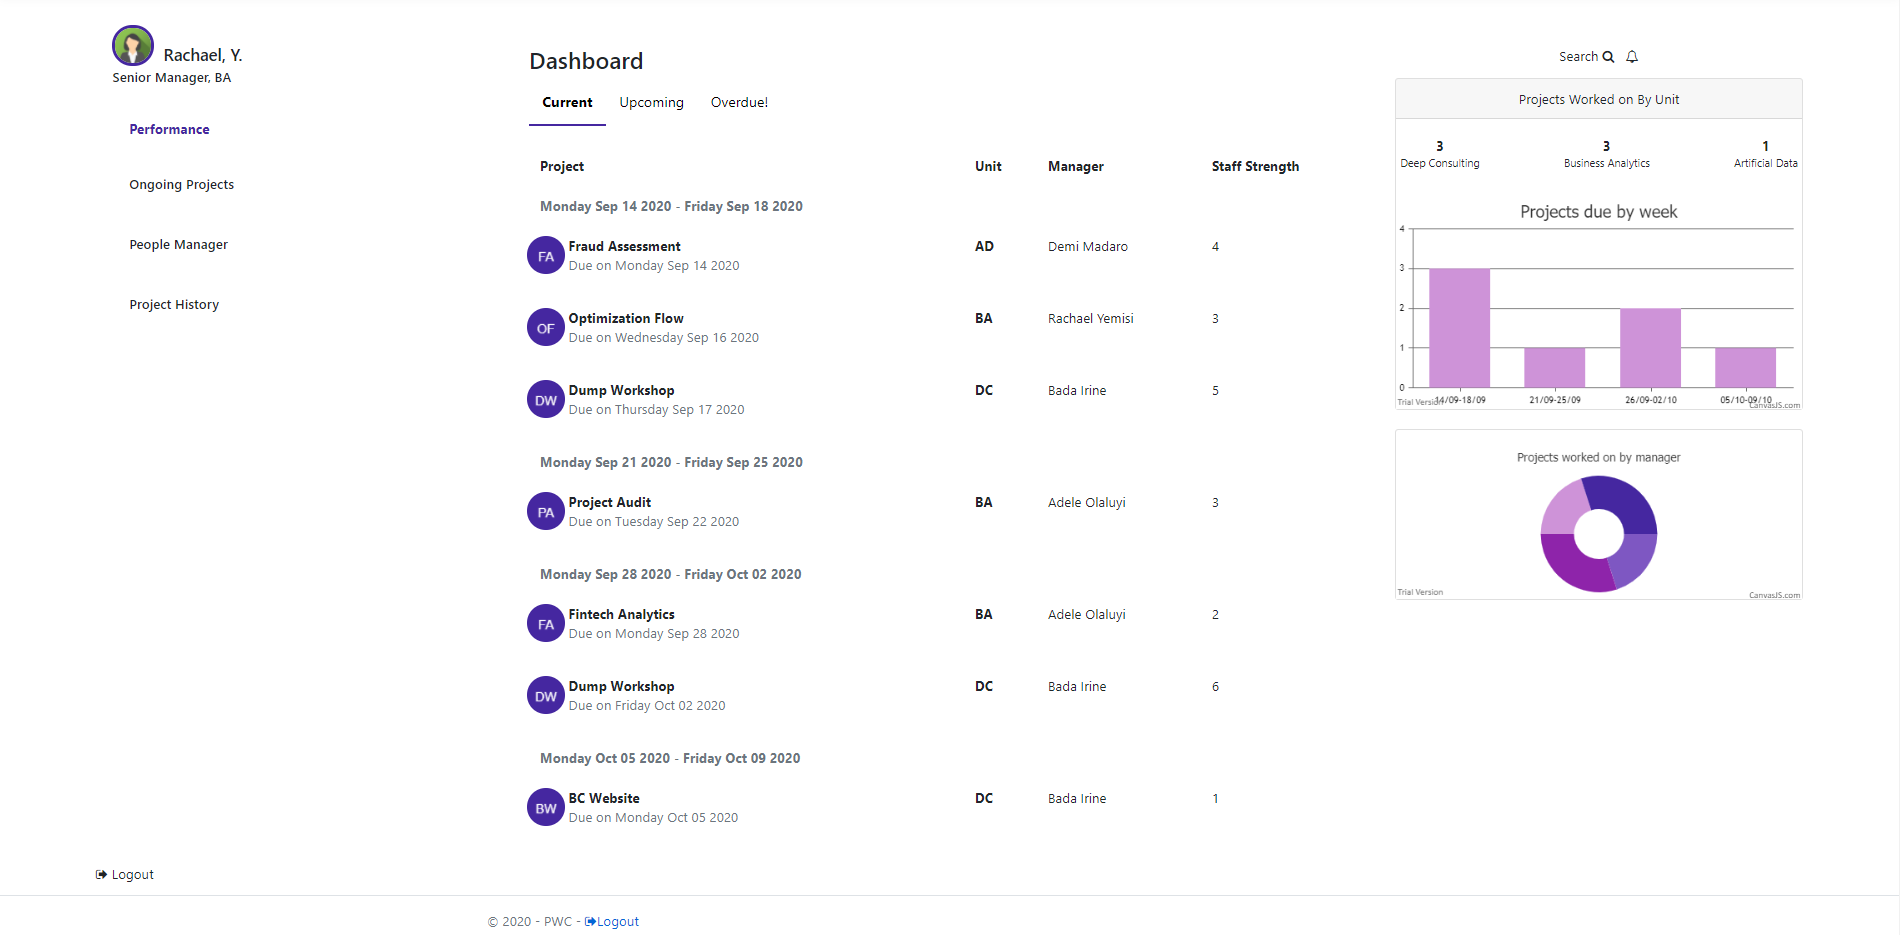 Rachael, Y.
Senior Manager, BA
Performance
Ongoing Projects
People Manager
Project History
Logout
Dashboard
Current Upcoming Overdue!
Project Unit Manager Staff Strength
Monday Sep 14 2020 - Friday Sep 18 2020
FA Fraud Assessment AD Demi Madaro 4
Due on Monday Sep 14 2020
OF Optimization Flow BA Rachael Yemisi 3
Due on Wednesday Sep 16 2020
DW Dump Workshop DC Bada Irine 5
Due on Thursday Sep 17 2020
Monday Sep 21 2020 - Friday Sep 25 2020
PA Project Audit BA Adele Olaluyi 3
Due on Tuesday Sep 22 2020
Monday Sep 28 2020 - Friday Oct 02 2020
FA Fintech Analytics BA Adele Olaluyi 2
Due on Monday Sep 28 2020
DW Dump Workshop DC Bada Irine 6
Due on Friday Oct 02 2020
Monday Oct 05 2020 - Friday Oct 09 2020
BW BC Website DC Bada Irine 1
Due on Monday Oct 05 2020
Search
Projects Worked on By Unit
3 3 1
Deep Consulting Business Analytics Artificial Data
Projects due by week
4
3
2
1
0
14/09-18/09 21/09-25/09 26/09-02/10 05/10-09/10
Trial Version CanvasJS.com
Projects worked on by manager
Trial Version CanvasJS.com
© 2020 - PWC - Logout